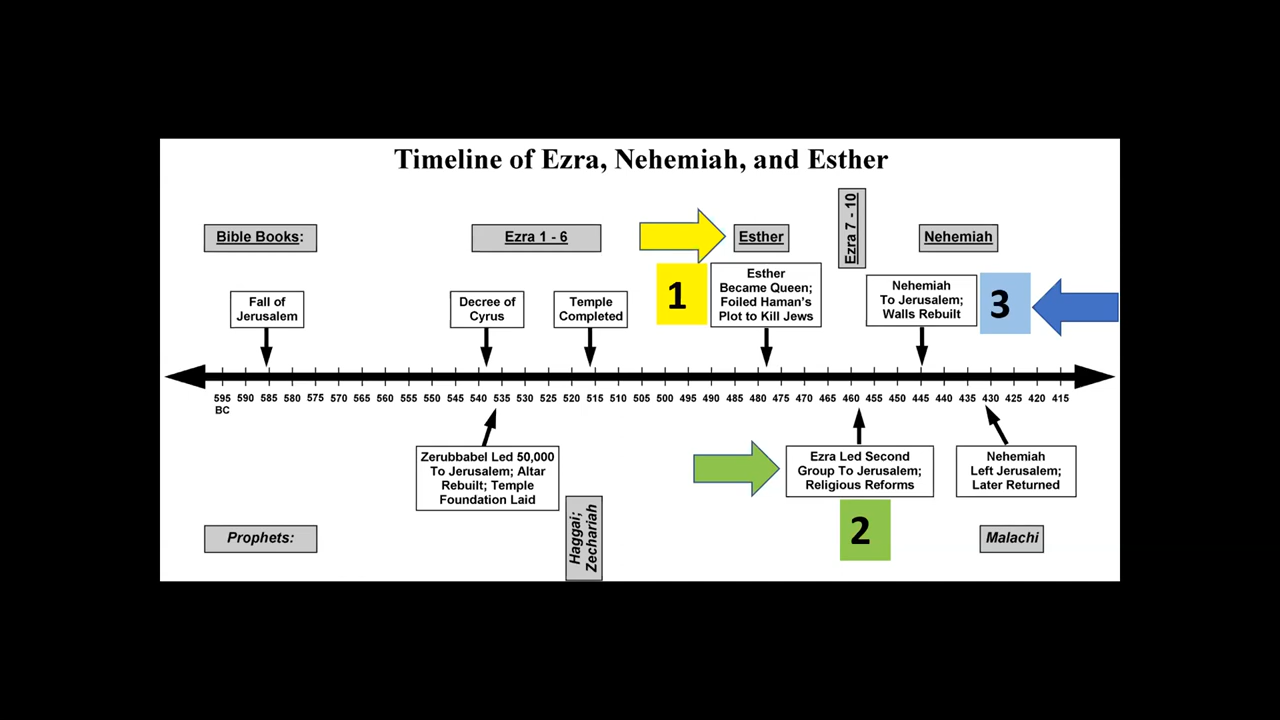 Timeline of Ezra, Nehemiah, and Esther
Bible Books:
Ezra 1 - 6
Esther
Ezra 7 - 10
Nehemiah
Fall of
Jerusalem
Decree of
Cyrus
Temple
Completed
1
Esther
Became Queen;
Foiled Haman's
Plot to Kill Jews
Nehemiah
To Jerusalem;
Walls Rebuilt
3
595 590 585 580 575 570 565 560 555 550 545 540 535 530 525 520 515 510 505 500 495 490 485 480 475 470 465 460 455 450 445 440 435 430 425 420 415
BC
Zerubbabel Led 50,000
To Jerusalem; Altar
Rebuilt; Temple
Foundation Laid
Ezra Led Second
Group To Jerusalem;
Religious Reforms
2
Nehemiah
Left Jerusalem;
Later Returned
Prophets:
Haggai;
Zechariah
Malachi